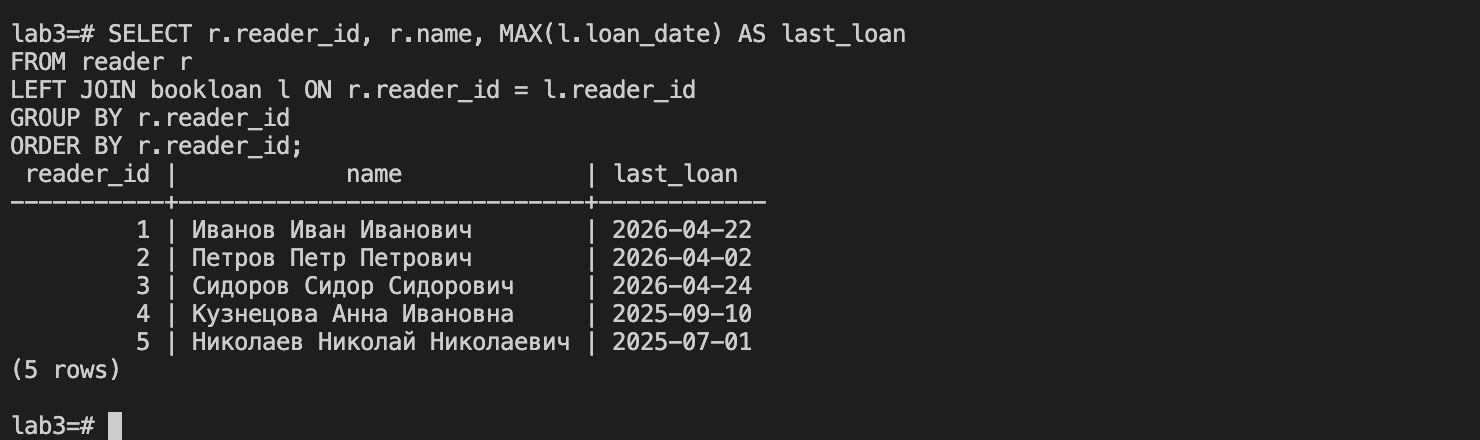 lab3=# SELECT r.reader_id, r.name, MAX(l.loan_date) AS last_loan
FROM reader r
LEFT JOIN bookloan l ON r.reader_id = l.reader_id
GROUP BY r.reader_id
ORDER BY r.reader_id;
 reader_id |            name             | last_loan
-----------+-----------------------------+------------
         1 | Иванов Иван Иванович        | 2026-04-22
         2 | Петров Петр Петрович        | 2026-04-02
         3 | Сидоров Сидор Сидорович     | 2026-04-24
         4 | Кузнецова Анна Ивановна     | 2025-09-10
         5 | Николаев Николай Николаевич | 2025-07-01
(5 rows)
lab3=#